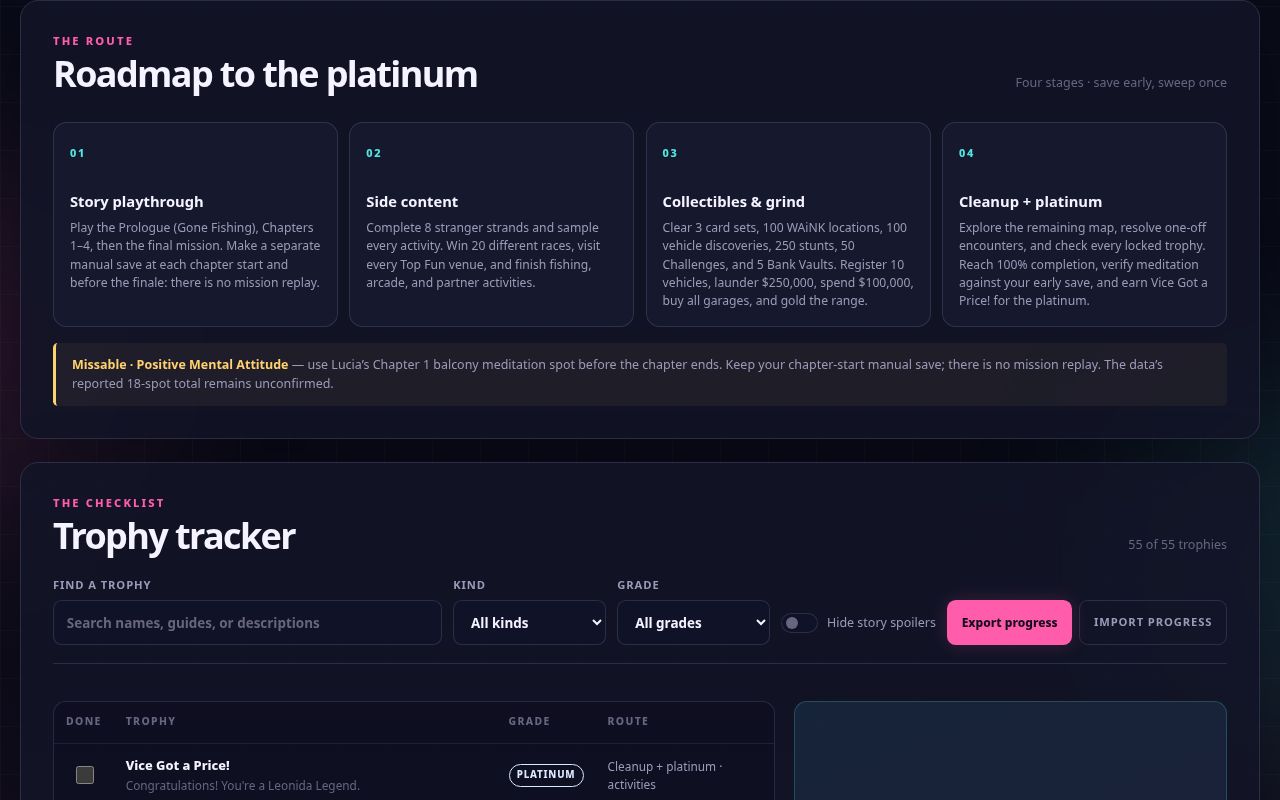 THE ROUTE
Roadmap to the platinum
Four stages · save early, sweep once
01
Story playthrough
Play the Prologue (Gone Fishing), Chapters
1–4, then the final mission. Make a separate
manual save at each chapter start and
before the finale: there is no mission replay.
02
Side content
Complete 8 stranger strands and sample
every activity. Win 20 different races, visit
every Top Fun venue, and finish fishing,
arcade, and partner activities.
03
Collectibles & grind
Clear 3 card sets, 100 WAiNK locations, 100
vehicle discoveries, 250 stunts, 50
Challenges, and 5 Bank Vaults. Register 10
vehicles, launder $250,000, spend $100,000,
buy all garages, and gold the range.
04
Cleanup + platinum
Explore the remaining map, resolve one-off
encounters, and check every locked trophy.
Reach 100% completion, verify meditation
against your early save, and earn Vice Got a
Price! for the platinum.
Missable · Positive Mental Attitude — use Lucia’s Chapter 1 balcony meditation spot before the chapter ends. Keep your chapter-start manual save; there is no mission replay. The data’s
reported 18-spot total remains unconfirmed.
THE CHECKLIST
Trophy tracker
55 of 55 trophies
FIND A TROPHY
KIND
GRADE
Search names, guides, or descriptions
All kinds
All grades
Hide story spoilers
Export progress
IMPORT PROGRESS
DONE
TROPHY
GRADE
ROUTE
Vice Got a Price!
Congratulations! You're a Leonida Legend.
PLATINUM
Cleanup + platinum ·
activities